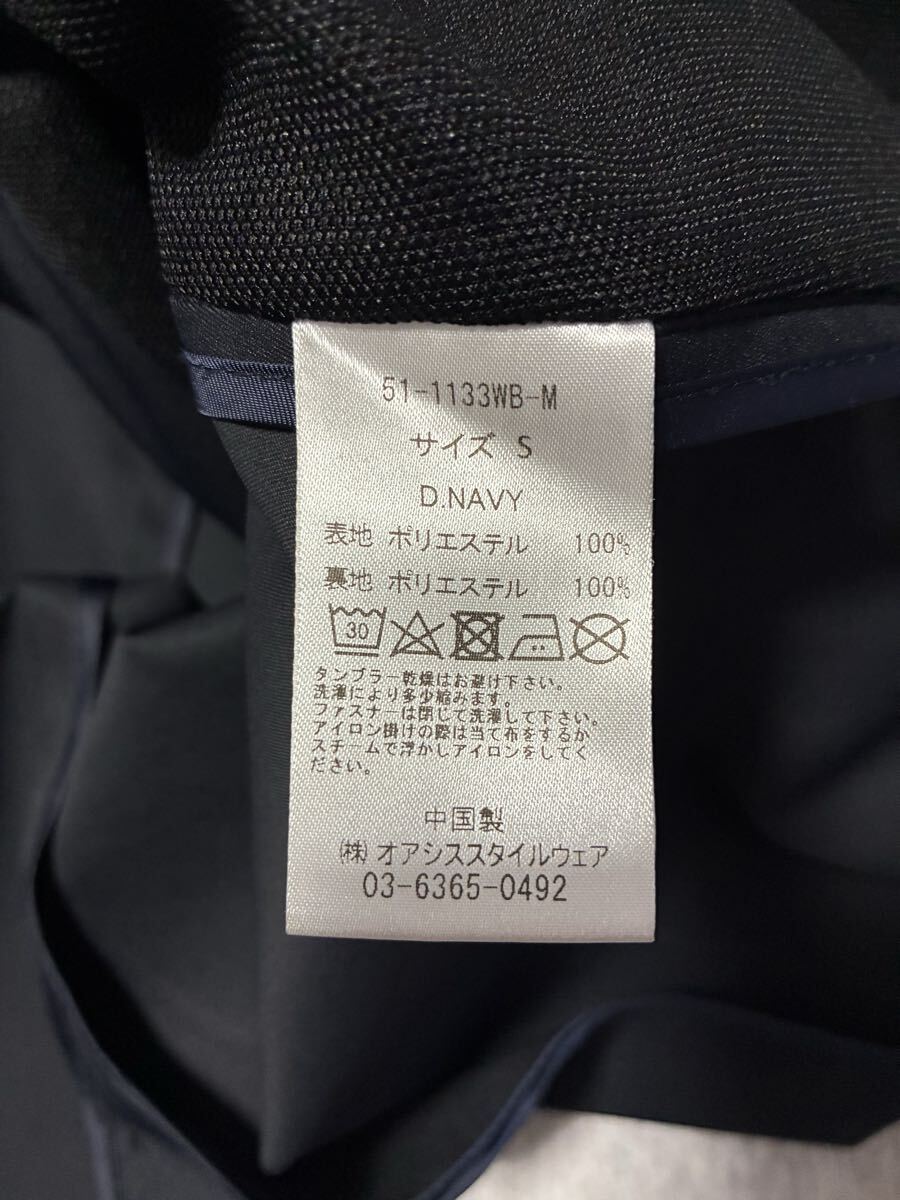 51-1133WB-M
サイズ S
D.NAVY
表地 ポリエステル 100%
裏地 ポリエステル 100%
30
タンブラー乾燥はお避け下さい。
洗濯により多少縮みます。
ファスナーは閉じて洗濯して下さい。
アイロン掛けの際は当て布をするか
スチームで浮かしアイロンをしてく
ださい。
中国製
(株) オアシススタイルウェア
03-6365-0492